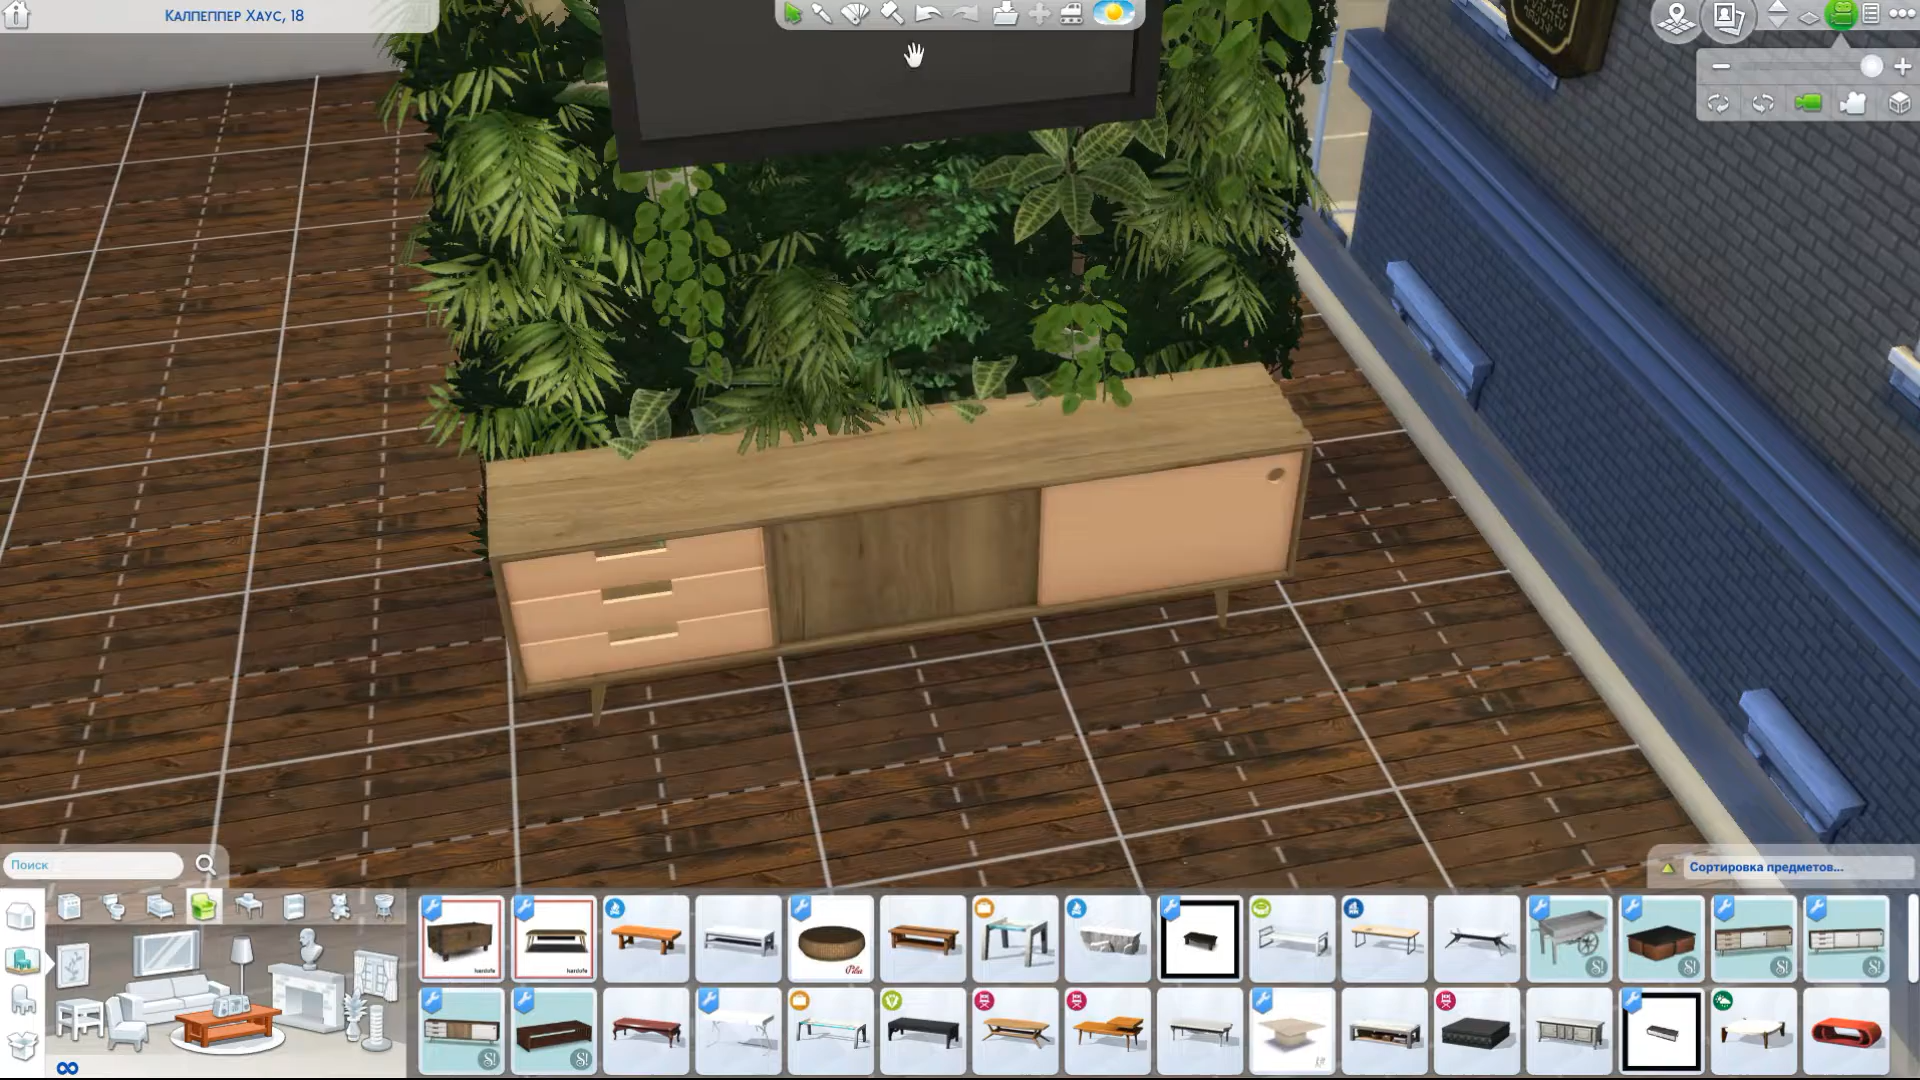 Калпеппер Хаус, 18
Поиск
Сортировка предметов...